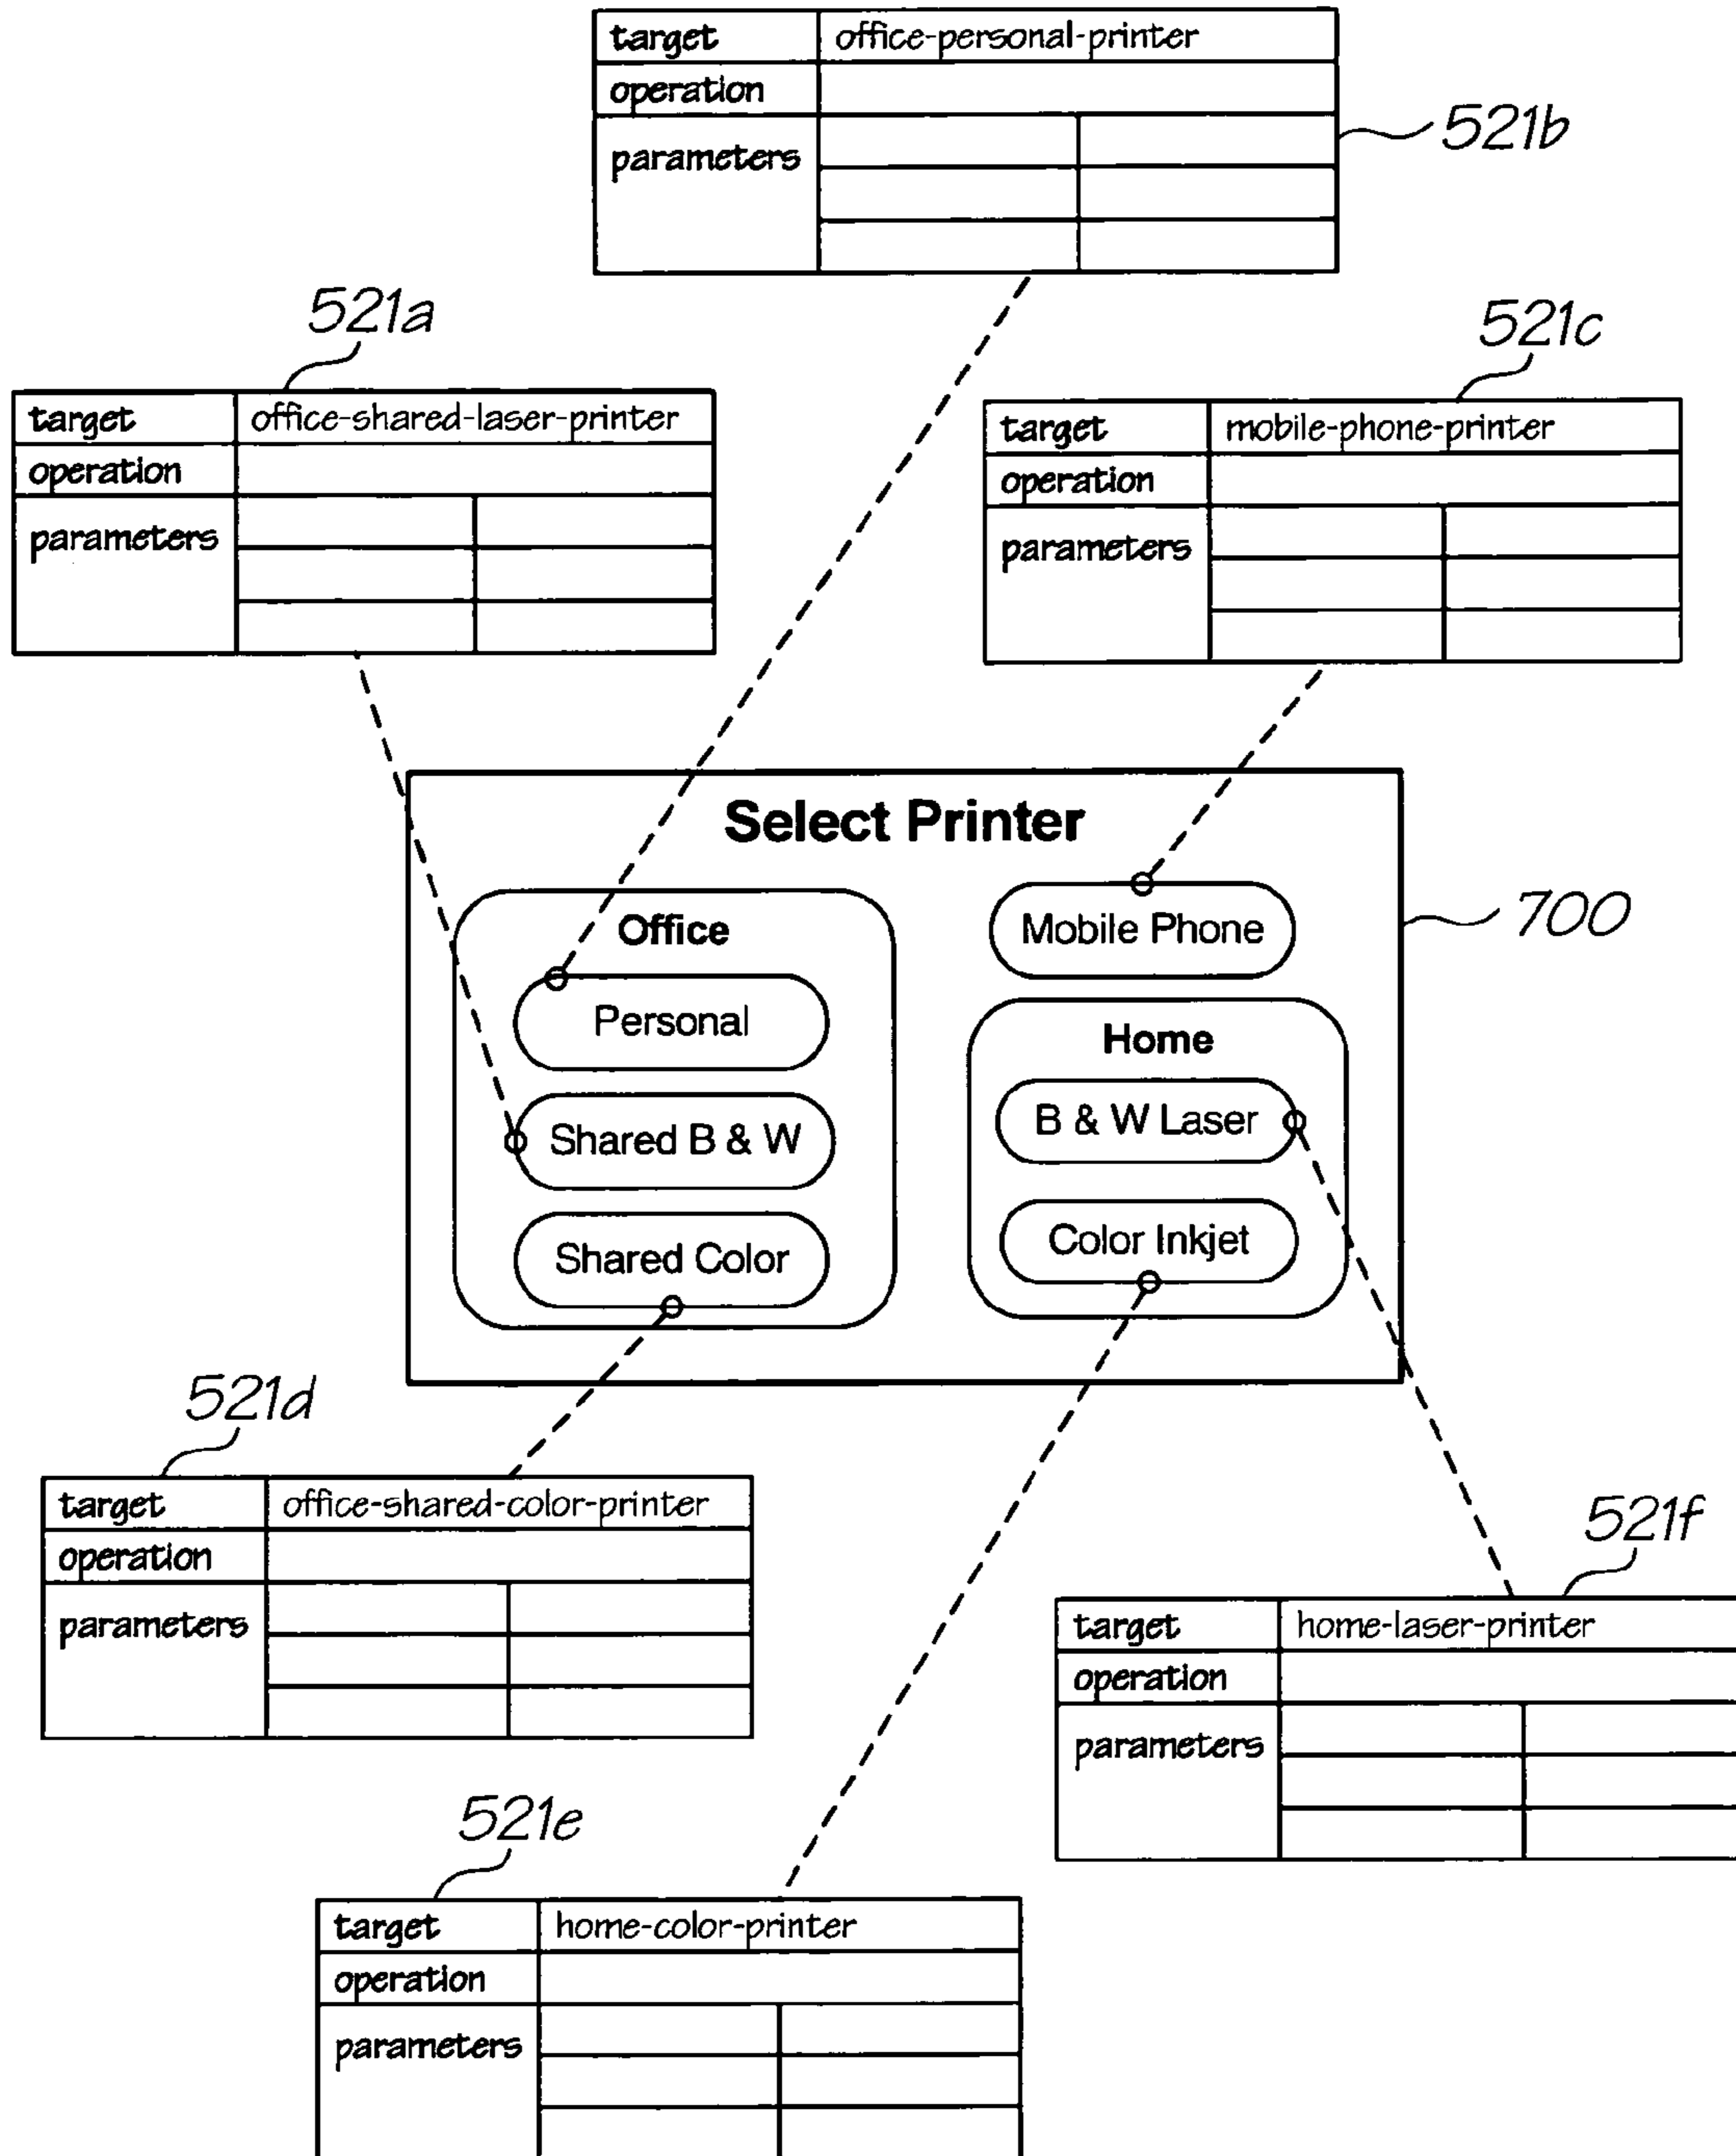 target office-personal-printer
operation
parameters
521b
521a
target office-shared-laser-printer
operation
parameters
521c
target mobile-phone-printer
operation
parameters
Select Printer
Office
Personal
Shared B & W
Shared Color
Mobile Phone
Home
B & W Laser
Color Inkjet
700
521d
target office-shared-color-printer
operation
parameters
521f
target home-laser-printer
operation
parameters
521e
target home-color-printer
operation
parameters